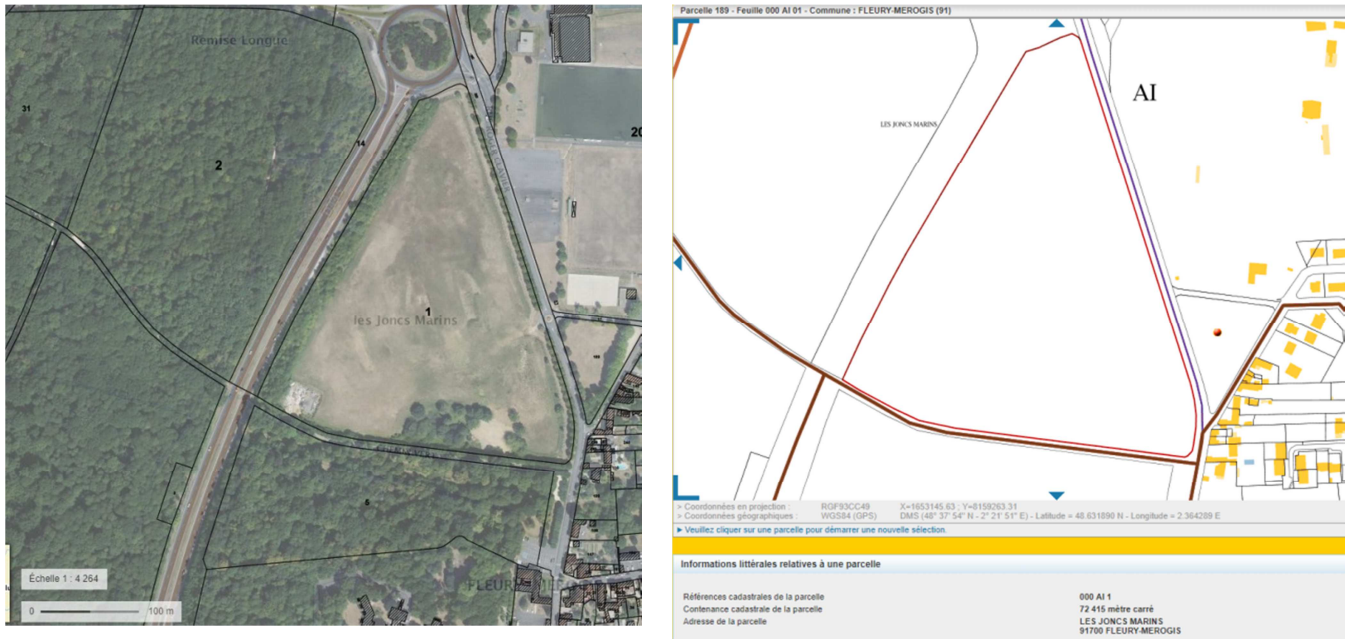 Remise Longue
31
2
14
20
1
les Joncs Marins
5
Échelle 1 : 4 264
0 100 m
Parcelle 189 - Feuille 000 AI 01 - Commune : FLEURY-MEROGIS (91)
AI
LES JONCS MARINS
> Coordonnées en projection : RGF93CC49 X=1653145.63 ; Y=8159263.31
> Coordonnées géographiques : WGS84 (GPS) DMS (48° 37' 54" N - 2° 21' 51" E) - Latitude = 48.631890 N - Longitude = 2.364289 E
Veuillez cliquer sur une parcelle pour démarrer une nouvelle sélection.
Informations littérales relatives à une parcelle
Références cadastrales de la parcelle 000 AI 1
Contenance cadastrale de la parcelle 72 415 mètre carré
Adresse de la parcelle LES JONCS MARINS
91700 FLEURY-MEROGIS